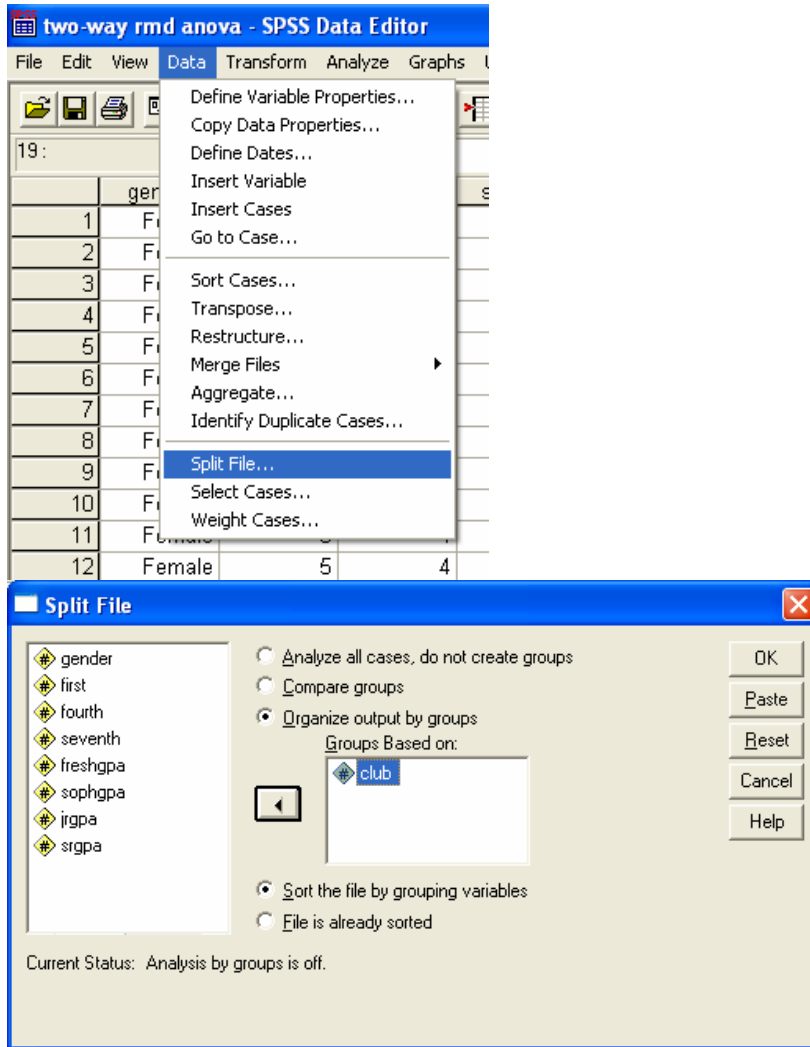 two-way rmd anova - SPSS Data Editor
File Edit View Data Transform Analyze Graphs
Define Variable Properties...
Copy Data Properties...
19:
Define Dates...
Insert Variable
ger
1
Insert Cases
2
Go to Case...
3
Sort Cases...
4
Transpose...
5
Restructure...
6
Merge Files
7
Aggregate...
8
Identify Duplicate Cases...
9
Split File...
10
Select Cases...
11
Weight Cases...
12 Female 5 4
Split File
gender
first
fourth
seventh
freshgpa
sophgpa
jrgpa
srgpa
Analyze all cases, do not create groups
Compare groups
Organize output by groups
Groups Based on:
club
Sort the file by grouping variables
File is already sorted
OK
Paste
Reset
Cancel
Help
Current Status: Analysis by groups is off.